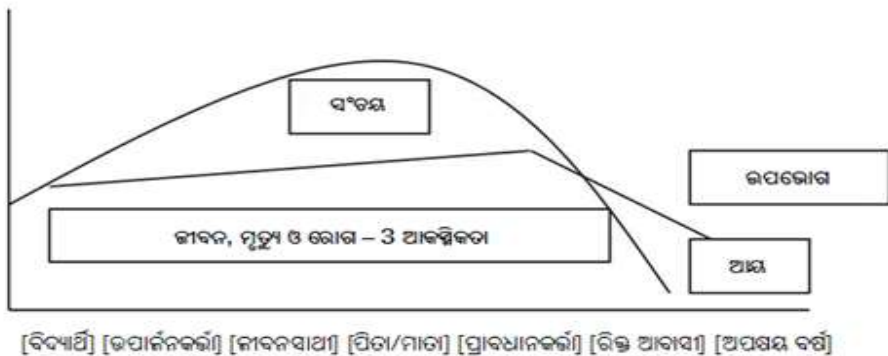 ସଂଚୟ
ଉପଭୋଗ
ଜୀବନ, ମୃତ୍ୟୁ ଓ ରୋଗ – 3 ଆକସ୍ମିକତା
ଆୟ
[ବିଦ୍ୟାର୍ଥି] [ଉପାର୍ଜନକର୍ତ୍ତା] [ଜୀବନସାଥୀ] [ପିତା/ମାତା] [ପ୍ରାବଧାନକର୍ତ୍ତା] [ରିକ୍ତ ଆବାସୀ] [ଅପକ୍ଷୟ ବର୍ଷ]